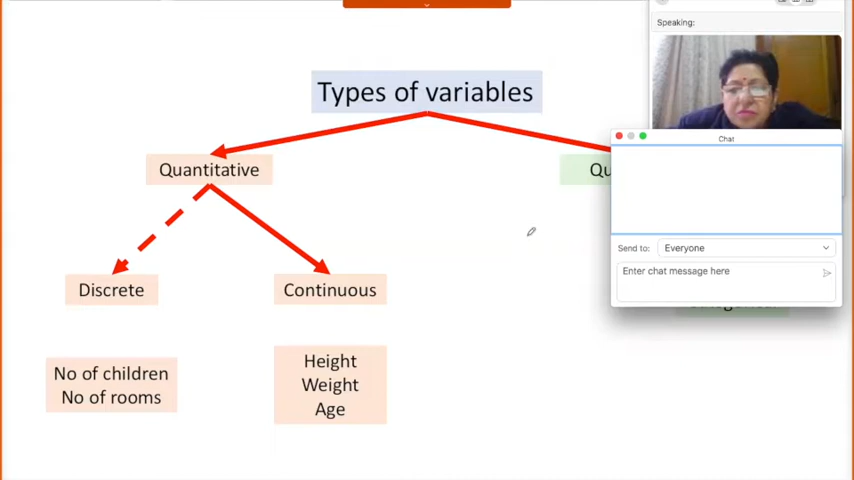 Speaking:
Types of variables
Chat
Quantitative
Send to:
Everyone
Enter chat message here
Discrete
Continuous
No of children
No of rooms
Height
Weight
Age